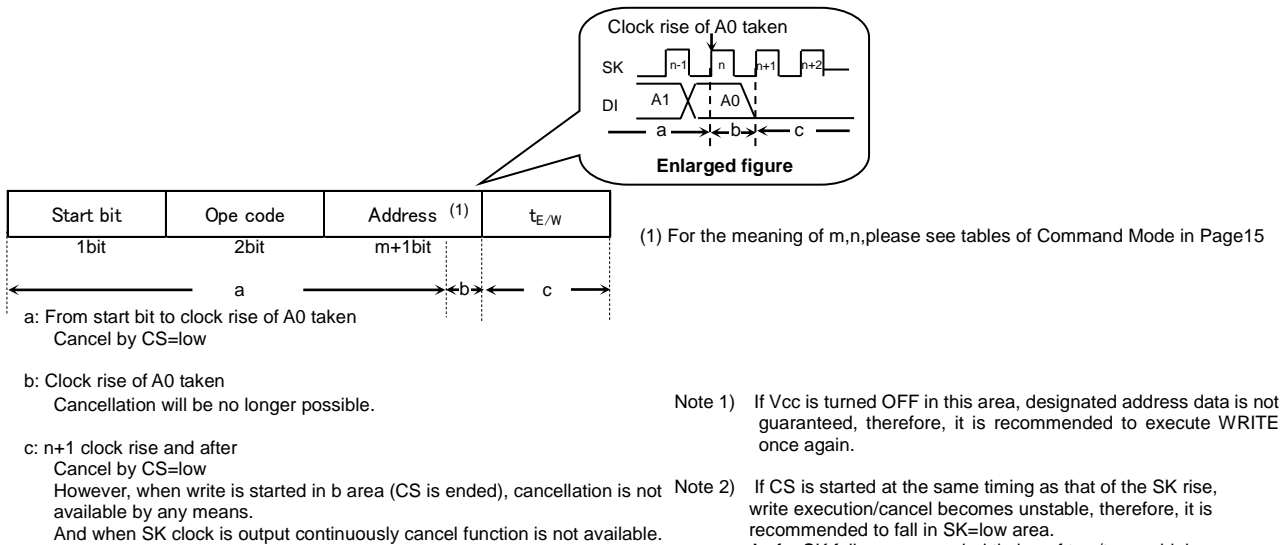 Clock rise of A0 taken
SK
n-1
n
n+1
n+2
DI
A1
A0
a
b
c
Enlarged figure
Start bit
Ope code
Address (1)
tE/W
1bit
2bit
m+1bit
(1) For the meaning of m,n,please see tables of Command Mode in Page15
a
b
c
a: From start bit to clock rise of A0 taken
Cancel by CS=low
b: Clock rise of A0 taken
Cancellation will be no longer possible.
c: n+1 clock rise and after
Cancel by CS=low
However, when write is started in b area (CS is ended), cancellation is not
available by any means.
And when SK clock is output continuously cancel function is not available.
Note 1) If Vcc is turned OFF in this area, designated address data is not
guaranteed, therefore, it is recommended to execute WRITE
once again.
Note 2) If CS is started at the same timing as that of the SK rise,
write execution/cancel becomes unstable, therefore, it is
recommended to fall in SK=low area.